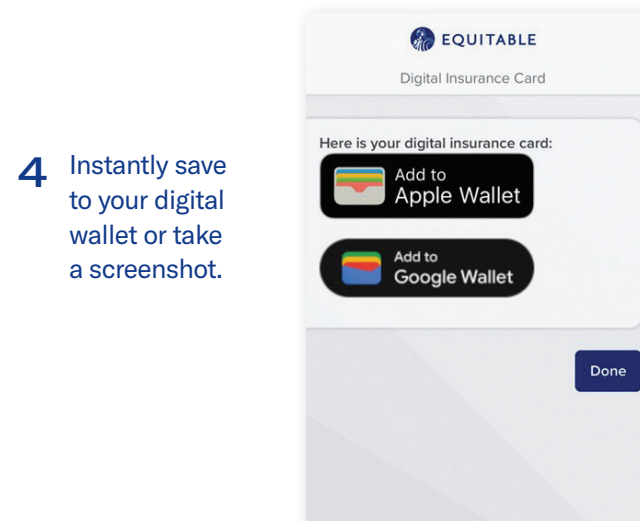 4
Instantly save
to your digital
wallet or take
a screenshot.
EQUITABLE
Digital Insurance Card
Here is your digital insurance card:
Add to
Apple Wallet
Add to
Google Wallet
Done